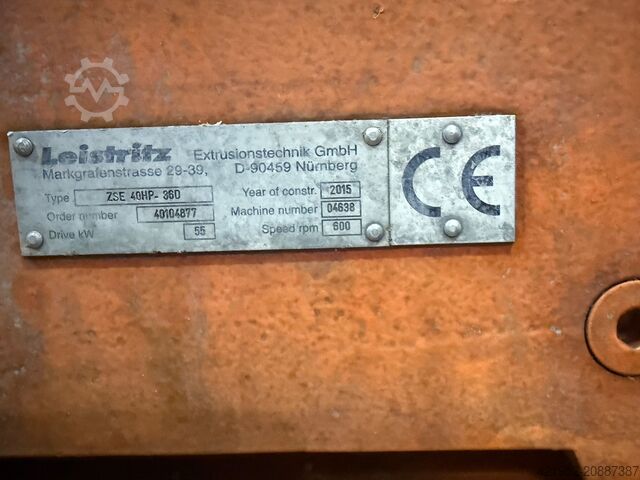 Leistritz Extrusionstechnik GmbH
Markgrafenstrasse 29-39, D-90459 Nürnberg
Type ZSE 40HP-36D Year of constr. 2015
Order number 40104877 Machine number 04638
Drive kW 55 Speed rpm 600
CE
20887387